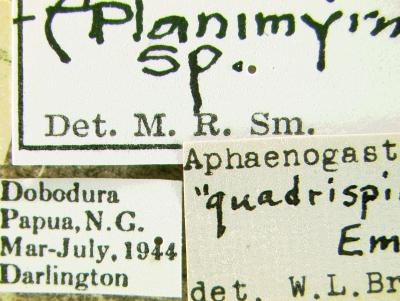 (Planimyrm
sp.
Det. M. R. Sm.
Aphaenogast
"quadrispi
Em
det. W.L.Br
Dobodura
Papua, N.G.
Mar-July, 1944
Darlington